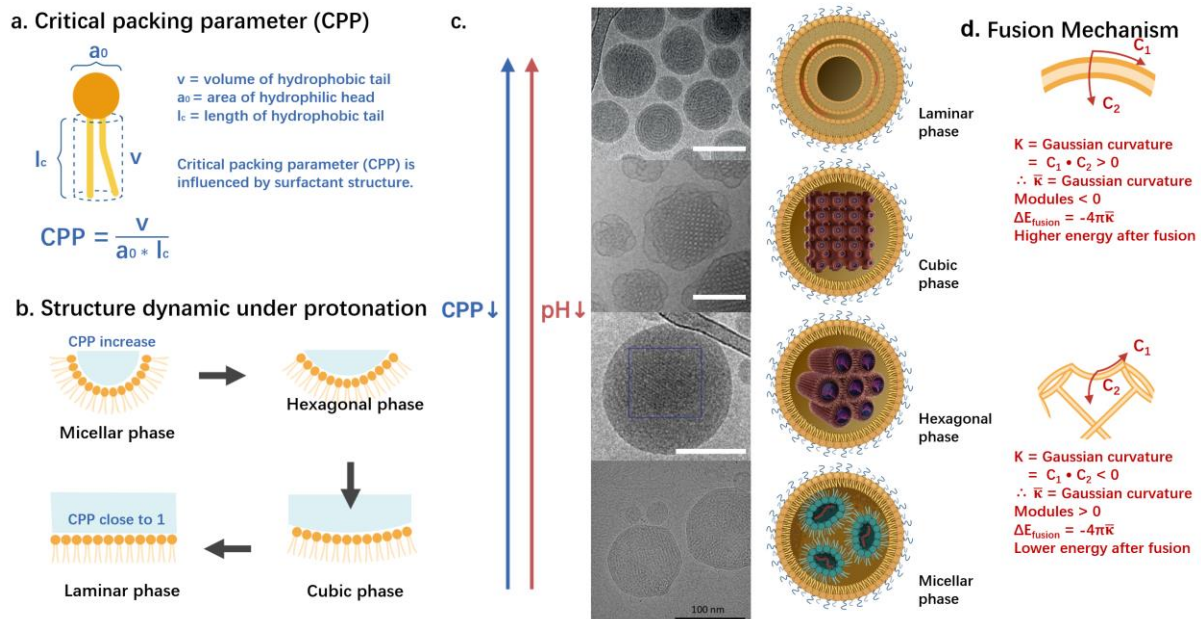 a. Critical packing parameter (CPP)
a₀
v = volume of hydrophobic tail
a₀ = area of hydrophilic head
lc = length of hydrophobic tail
lc
v
Critical packing parameter (CPP) is
influenced by surfactant structure.
CPP = v / a₀ * lc
b. Structure dynamic under protonation
CPP increase
Micellar phase
Hexagonal phase
CPP close to 1
Laminar phase
Cubic phase
c.
CPP↓
pH↓
100 nm
Laminar
phase
Cubic
phase
Hexagonal
phase
Micellar
phase
d. Fusion Mechanism
C₁
C₂
K = Gaussian curvature
= C₁ • C₂ > 0
∴ κ̅ = Gaussian curvature
Modules < 0
ΔEfusion = -4πκ̅
Higher energy after fusion
C₁
C₂
K = Gaussian curvature
= C₁ • C₂ < 0
∴ κ̅ = Gaussian curvature
Modules > 0
ΔEfusion = -4πκ̅
Lower energy after fusion